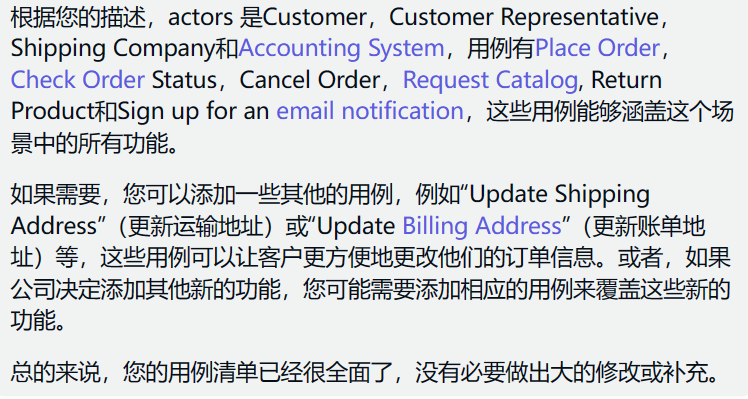 根据您的描述，actors 是Customer，Customer Representative，
Shipping Company和Accounting System，用例有Place Order，
Check Order Status，Cancel Order，Request Catalog, Return
Product和Sign up for an email notification，这些用例能够涵盖这个场
景中的所有功能。
如果需要，您可以添加一些其他的用例，例如“Update Shipping
Address”（更新运输地址）或“Update Billing Address”（更新账单地
址）等，这些用例可以让客户更方便地更改他们的订单信息。或者，如果
公司决定添加其他新的功能，您可能需要添加相应的用例来覆盖这些新的
功能。
总的来说，您的用例清单已经很全面了，没有必要做出大的修改或补充。